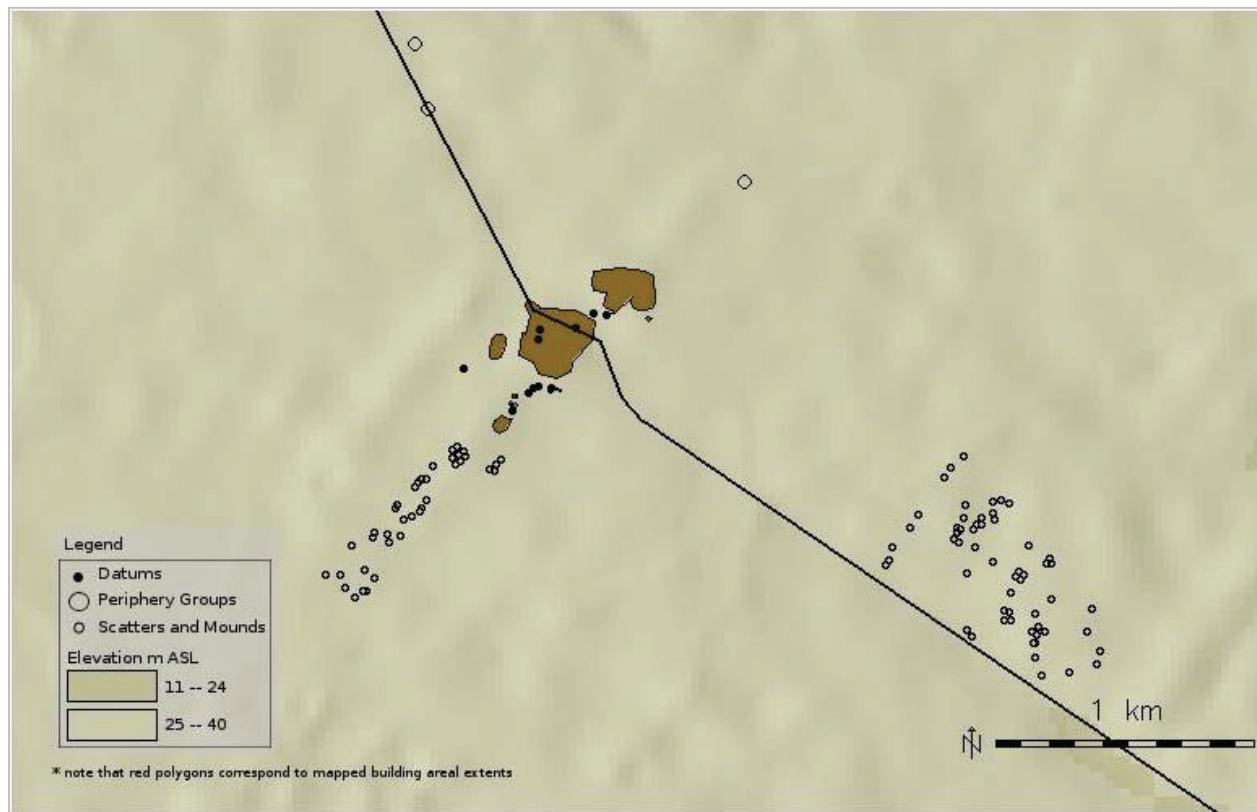 1 km
N
Legend
Datums
Periphery Groups
Scatters and Mounds
Elevation m ASL
11 -- 24
25 -- 40
* note that red polygons correspond to mapped building areal extents